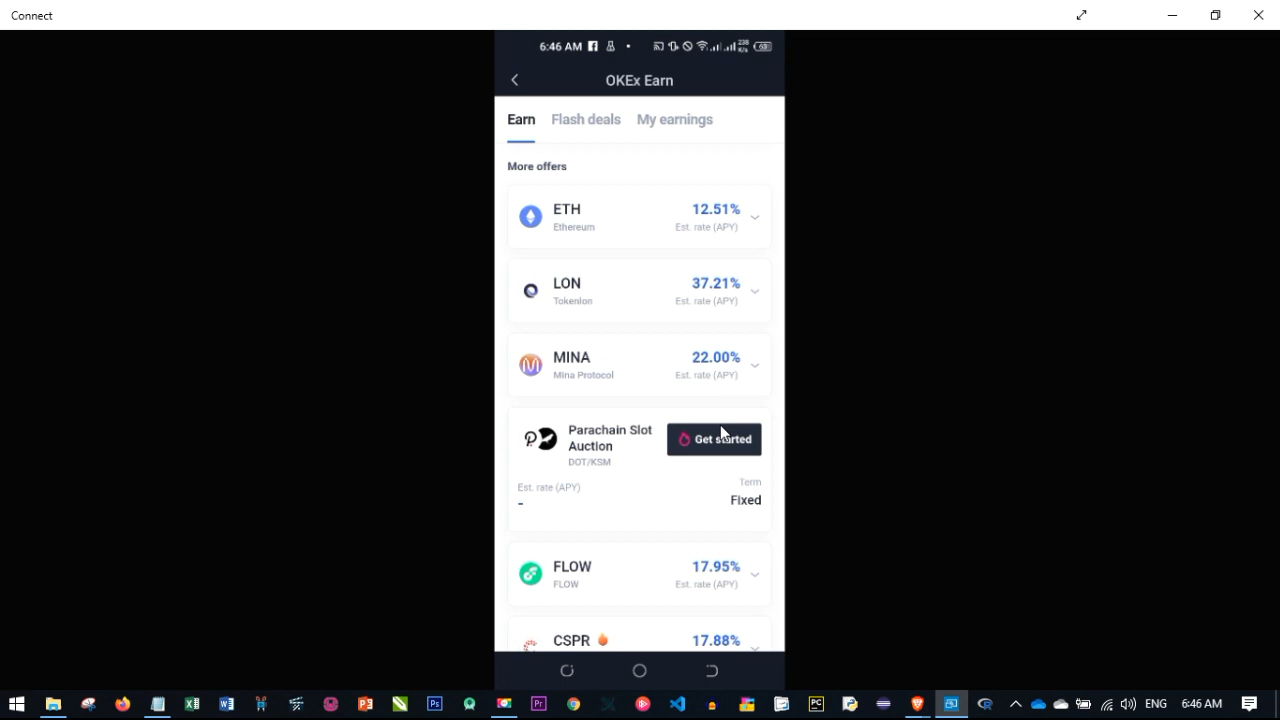 Connect
6:46 AM
OKEx Earn
Earn Flash deals My earnings
More offers
ETH 12.51%
Ethereum Est. rate (APY)
LON 37.21%
Tokenlon Est. rate (APY)
MINA 22.00%
Mina Protocol Est. rate (APY)
Parachain Slot
Auction
Get started
DOT/KSM
Est. rate (APY) Term
- Fixed
FLOW 17.95%
FLOW Est. rate (APY)
CSPR 17.88%
ENG 6:46 AM